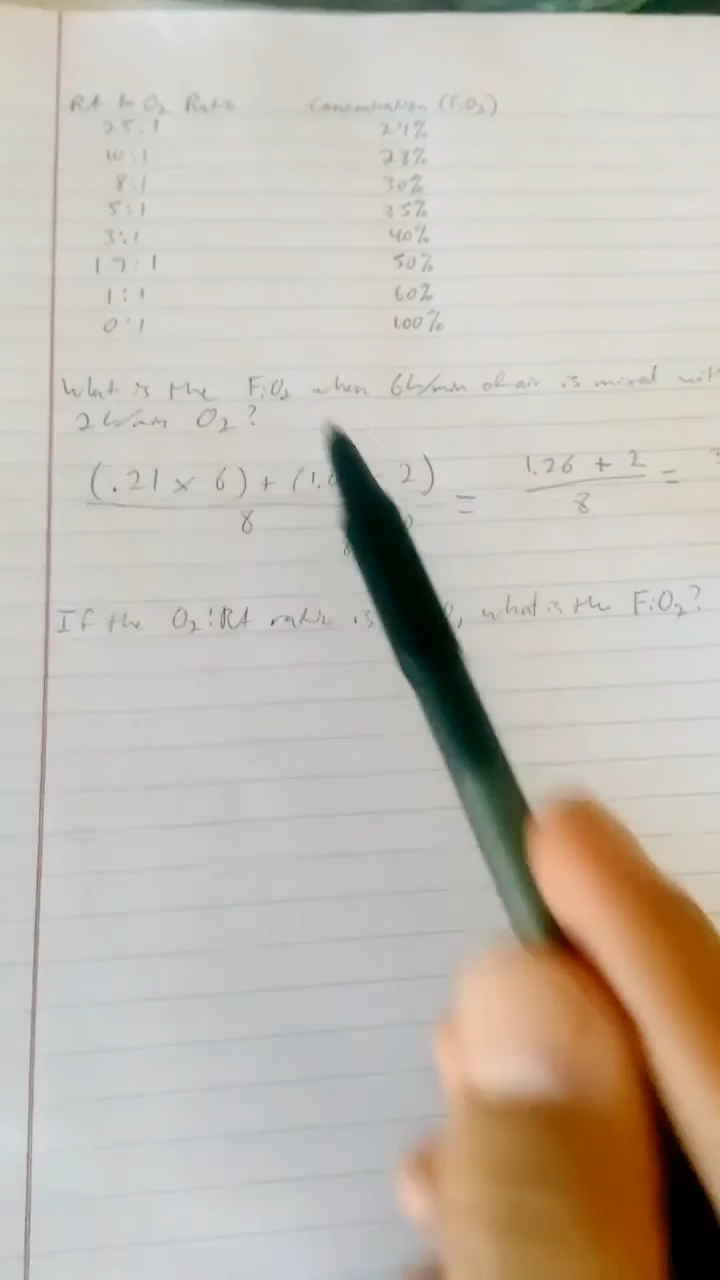 RA to O₂ Ratio Concentration (FiO₂)
25:1 24%
10:1 28%
8:1 30%
5:1 35%
3:1 40%
1.7:1 50%
1:1 60%
0:1 100%
What is the FiO₂ when 6L/min of air is mixed
2L/min O₂?
(.21 × 6) + (1. 2) = 1.26 + 2 =
8 8
If the O₂:RA ratio is what is the FiO₂?